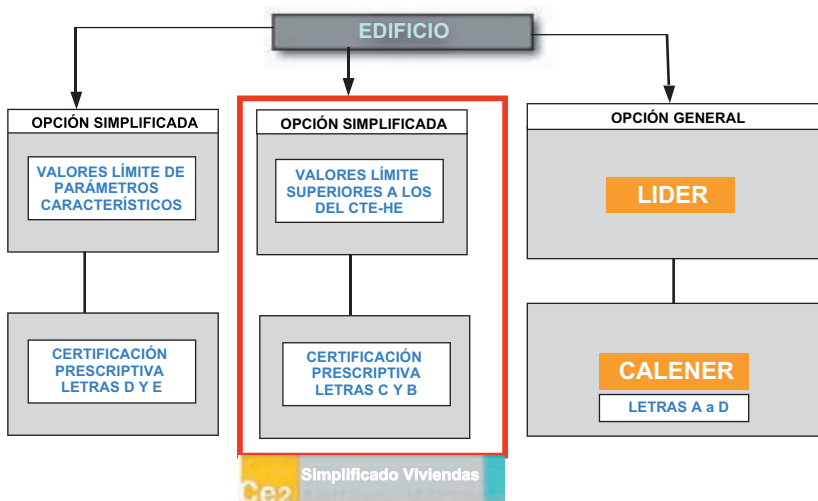 EDIFICIO
OPCIÓN SIMPLIFICADA
VALORES LÍMITE DE
PARÁMETROS
CARACTERÍSTICOS
CERTIFICACIÓN
PRESCRIPTIVA
LETRAS D Y E
OPCIÓN SIMPLIFICADA
VALORES LÍMITE
SUPERIORES A LOS
DEL CTE-HE
CERTIFICACIÓN
PRESCRIPTIVA
LETRAS C Y B
Ce2
Simplificado Viviendas
OPCIÓN GENERAL
LIDER
CALENER
LETRAS A a D